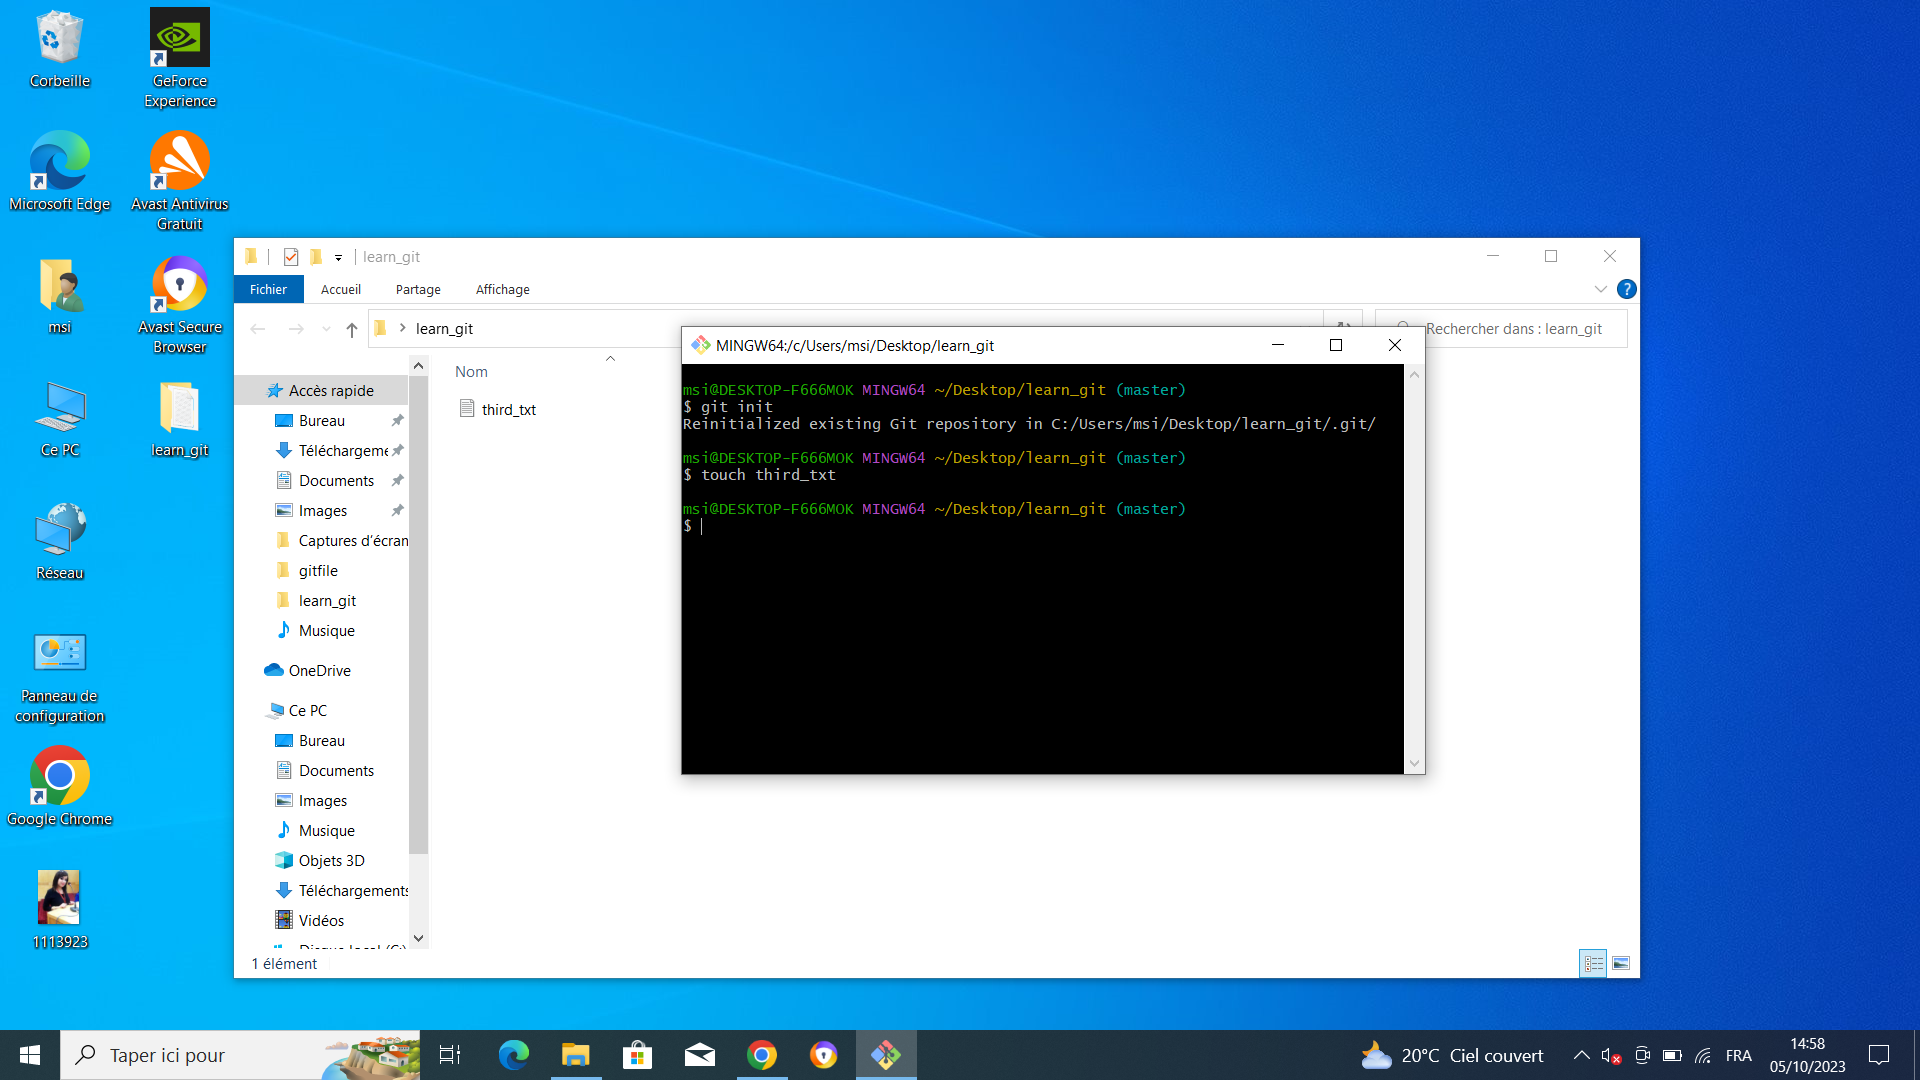 Corbeille
GeForce
Experience
Microsoft Edge
Avast Antivirus
Gratuit
msi
Avast Secure
Browser
Ce PC
learn_git
Réseau
Panneau de
configuration
Google Chrome
1113923
learn_git
Fichier
Accueil
Partage
Affichage
learn_git
Rechercher dans : learn_git
Accès rapide
Bureau
Téléchargeme
Documents
Images
Captures d'écran
gitfile
learn_git
Musique
OneDrive
Ce PC
Bureau
Documents
Images
Musique
Objets 3D
Téléchargements
Vidéos
Nom
third_txt
1 élément
MINGW64:/c/Users/msi/Desktop/learn_git
msi@DESKTOP-F666MOK MINGW64 ~/Desktop/learn_git (master)
$ git init
Reinitialized existing Git repository in C:/Users/msi/Desktop/learn_git/.git/
msi@DESKTOP-F666MOK MINGW64 ~/Desktop/learn_git (master)
$ touch third_txt
msi@DESKTOP-F666MOK MINGW64 ~/Desktop/learn_git (master)
$
Taper ici pour
20°C Ciel couvert
FRA
14:58
05/10/2023